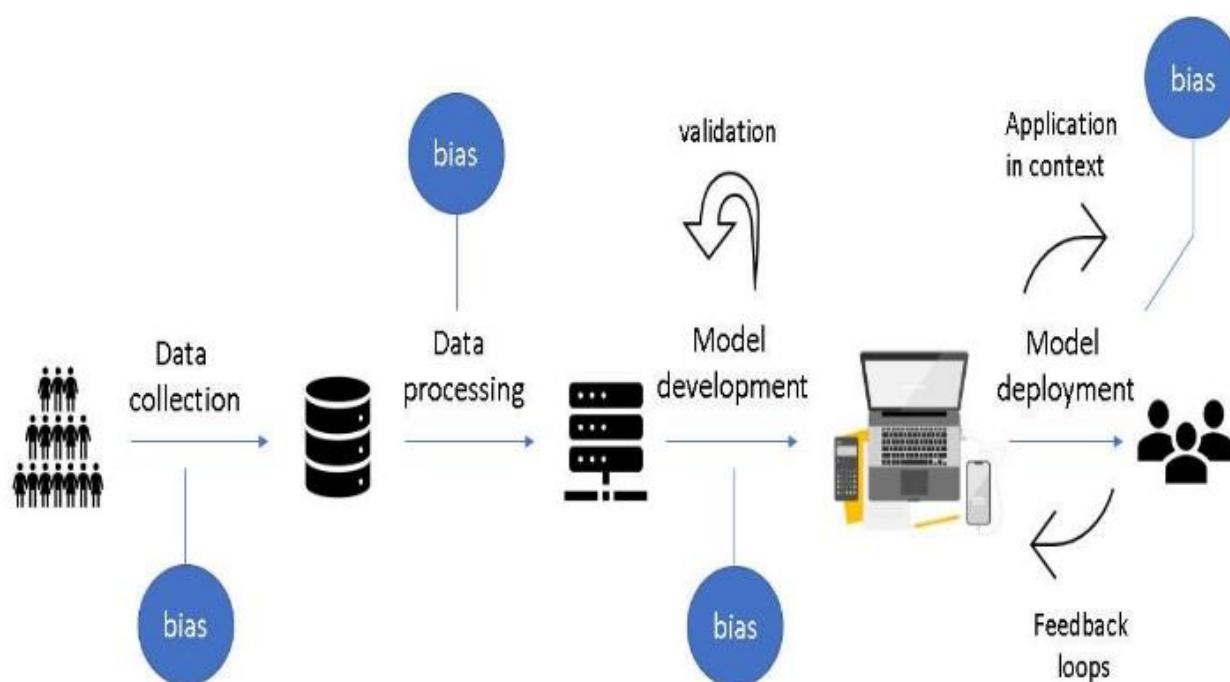 bias
bias
validation
Application
in context
Data
collection
Data
processing
Model
development
Model
deployment
bias
bias
Feedback
loops